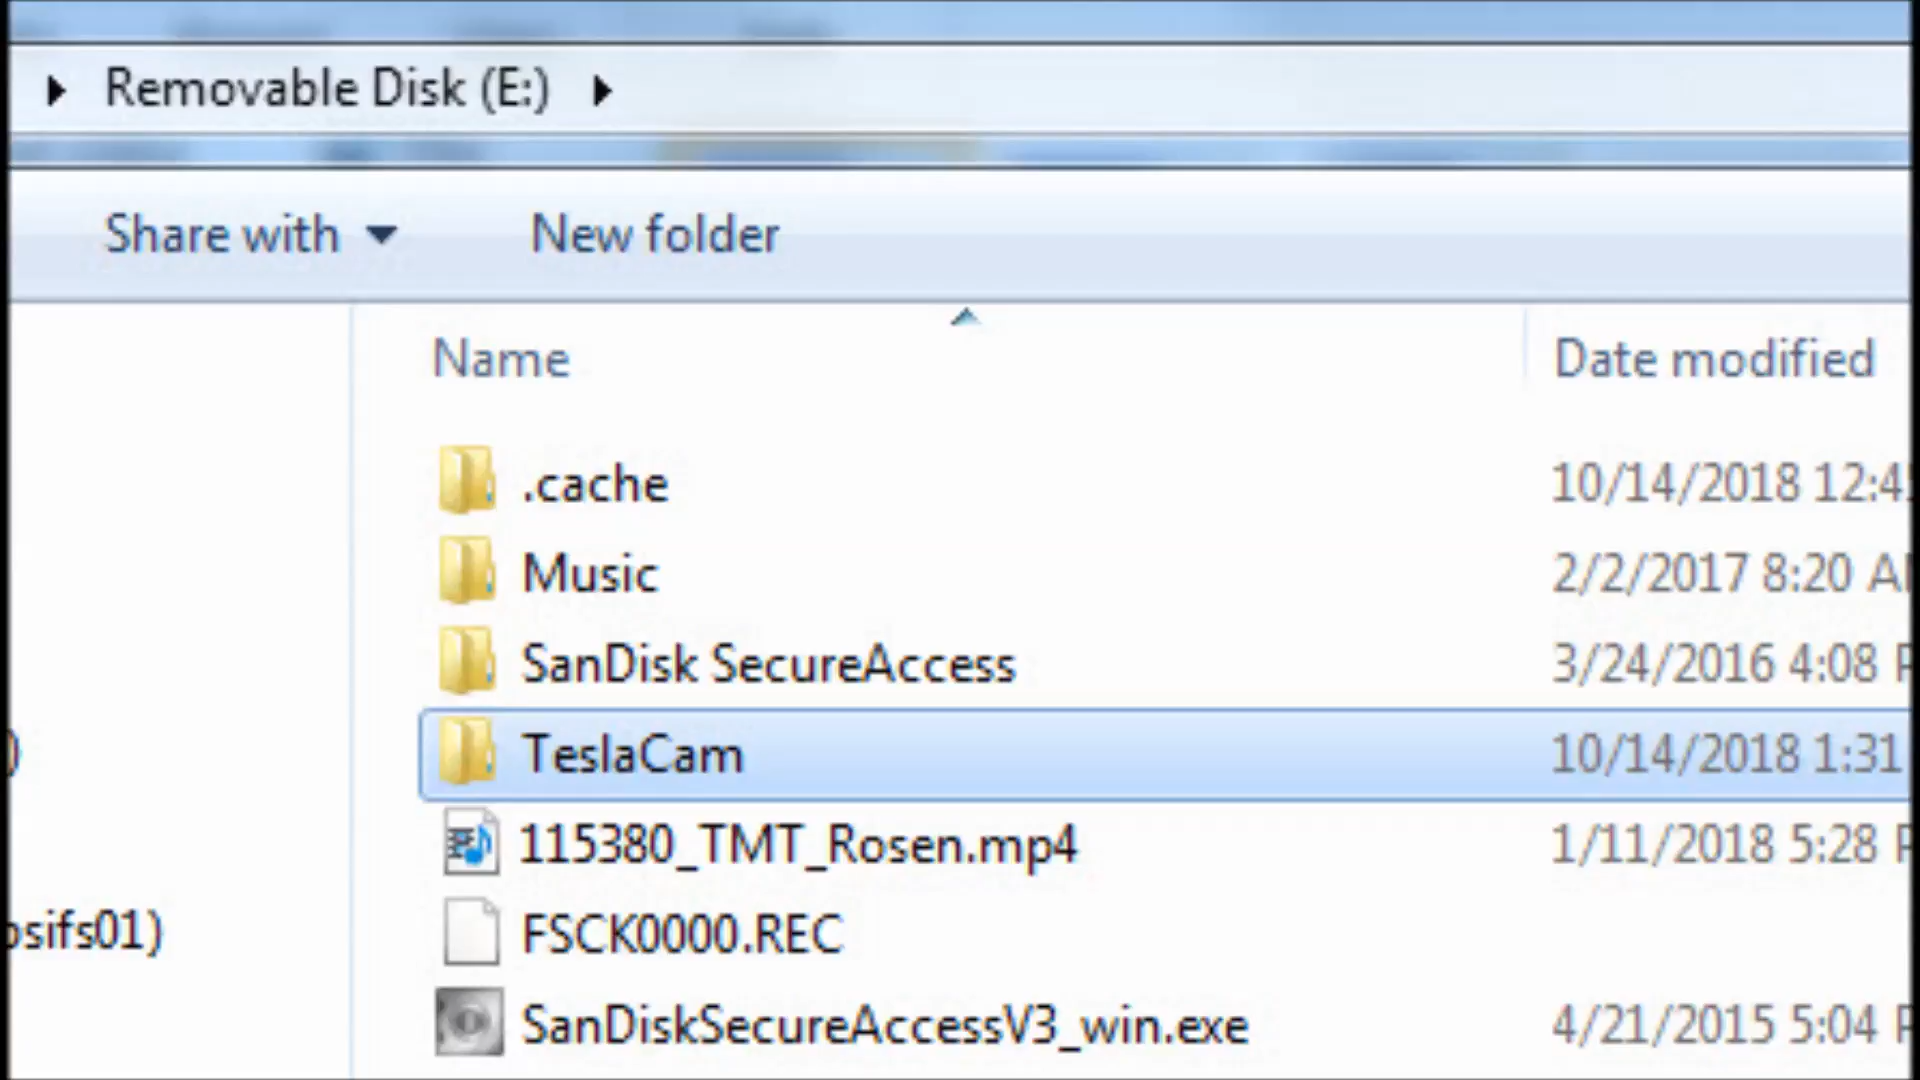 Removable Disk (E:)
Share with New folder
Name Date modified
.cache 10/14/2018 12:4
Music 2/2/2017 8:20 A
SanDisk SecureAccess 3/24/2016 4:08 P
TeslaCam 10/14/2018 1:31
115380_TMT_Rosen.mp4 1/11/2018 5:28 P
FSCK0000.REC
osifs01)
SanDiskSecureAccessV3_win.exe 4/21/2015 5:04 P